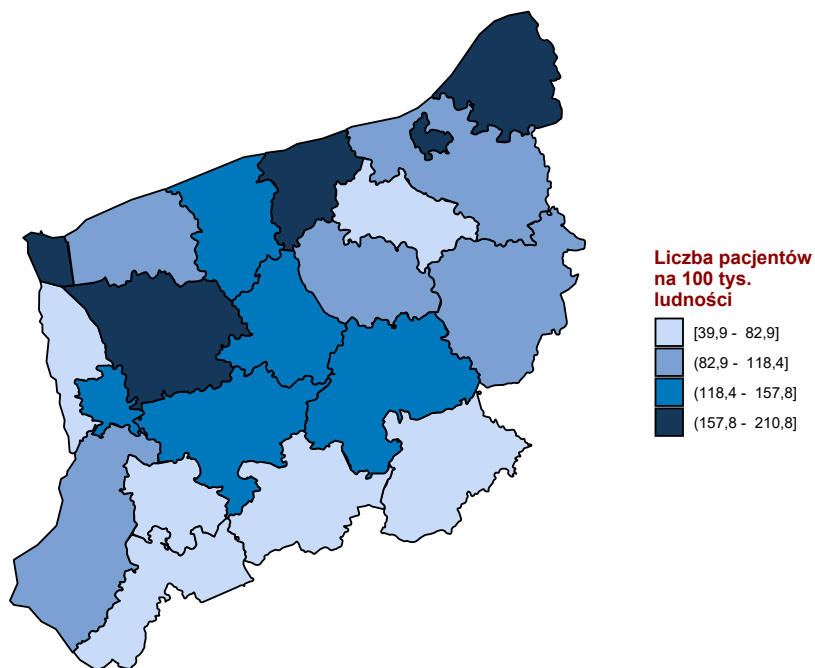 Liczba pacjentów
na 100 tys.
ludności
[39,9 - 82,9]
(82,9 - 118,4]
(118,4 - 157,8]
(157,8 - 210,8]